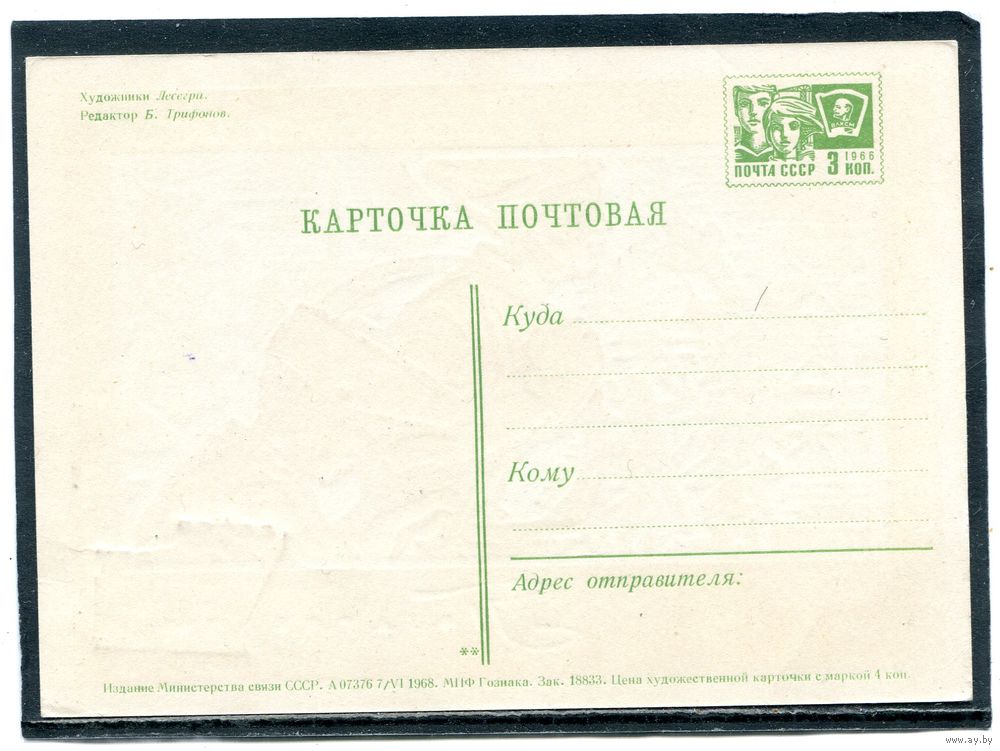 Художники Лесегри.
Редактор Б. Трифонов.
ВЛКСМ
1966
ПОЧТА СССР 3 КОП.
КАРТОЧКА ПОЧТОВАЯ
Куда
Кому
Адрес отправителя:
**
Издание Министерства связи СССР. А 07376 7/VI 1968. МПФ Гознака. Зак. 18833. Цена художественной карточки с маркой 4 коп.
www.ay.by